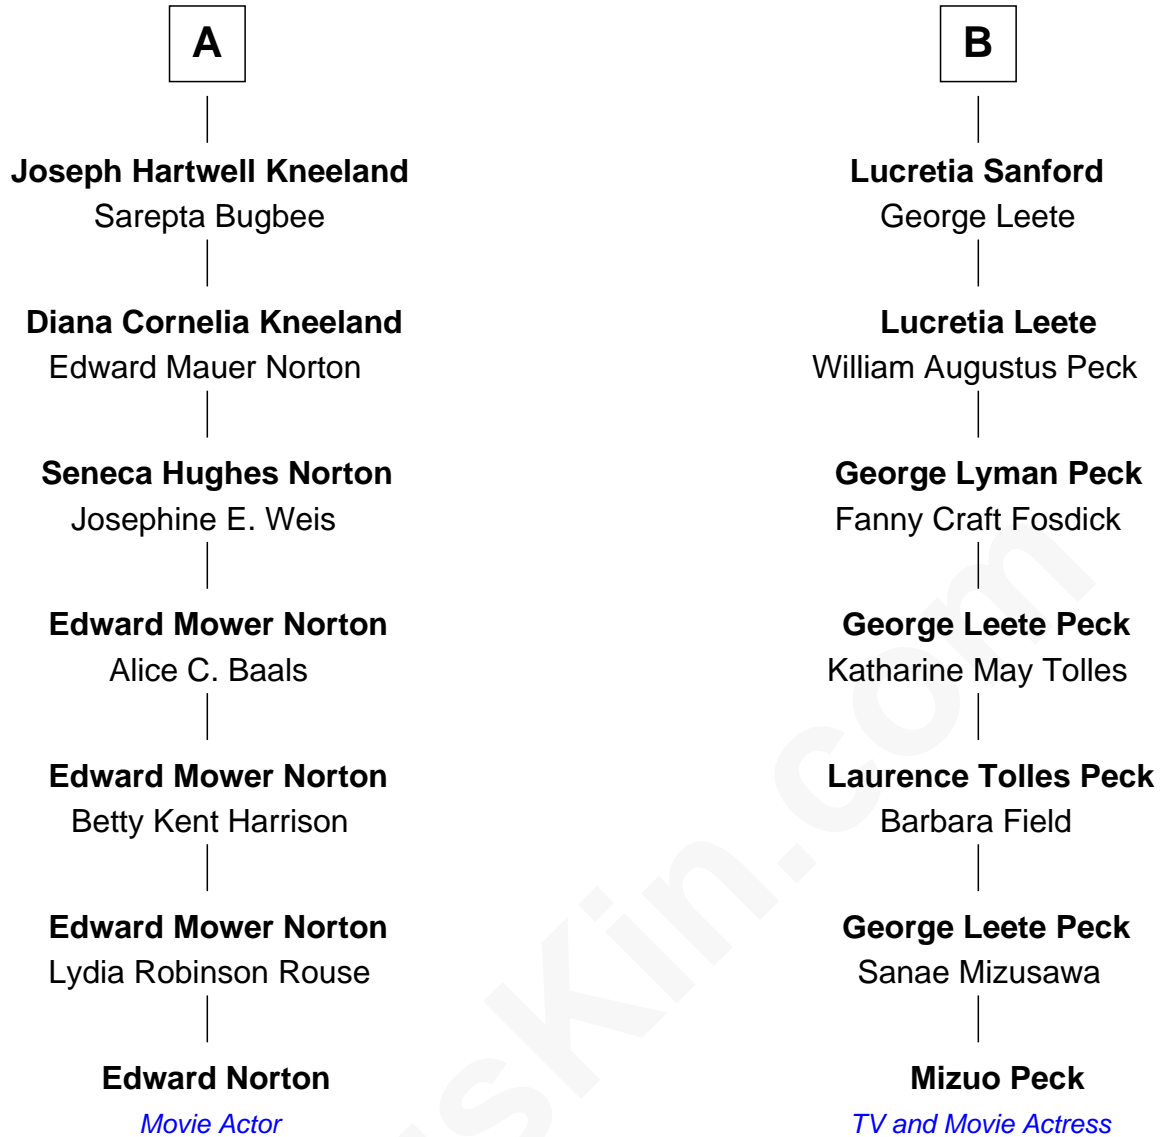 A
Joseph Hartwell Kneeland
Sarepta Bugbee
Diana Cornelia Kneeland
Edward Mauer Norton
Seneca Hughes Norton
Josephine E. Weis
Edward Mower Norton
Alice C. Baals
Edward Mower Norton
Betty Kent Harrison
Edward Mower Norton
Lydia Robinson Rouse
Edward Norton
Movie Actor
B
Lucretia Sanford
George Leete
Lucretia Leete
William Augustus Peck
George Lyman Peck
Fanny Craft Fosdick
George Leete Peck
Katharine May Tolles
Laurence Tolles Peck
Barbara Field
George Leete Peck
Sanae Mizusawa
Mizuo Peck
TV and Movie Actress
sKin.com